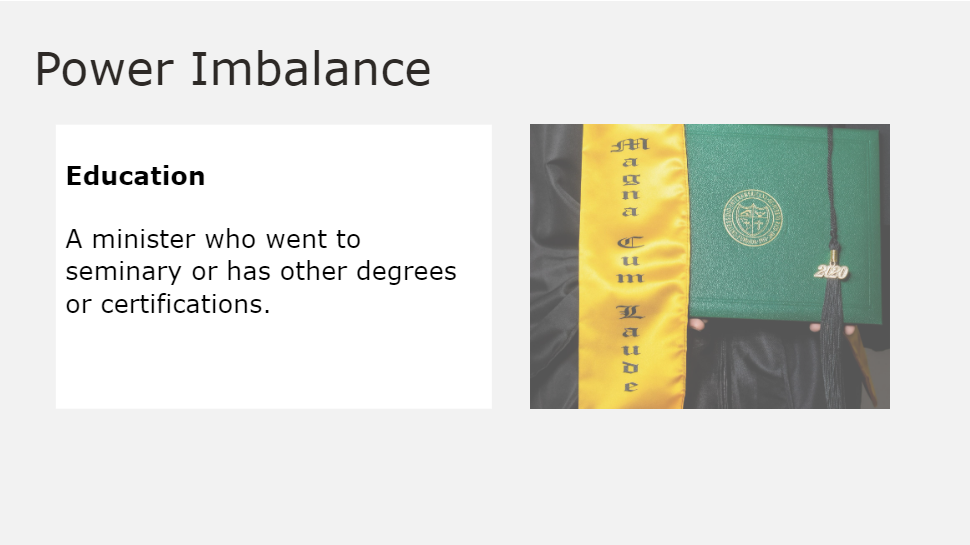 Power Imbalance
Education
A minister who went to
seminary or has other degrees
or certifications.
Magna Cum Laude
2020